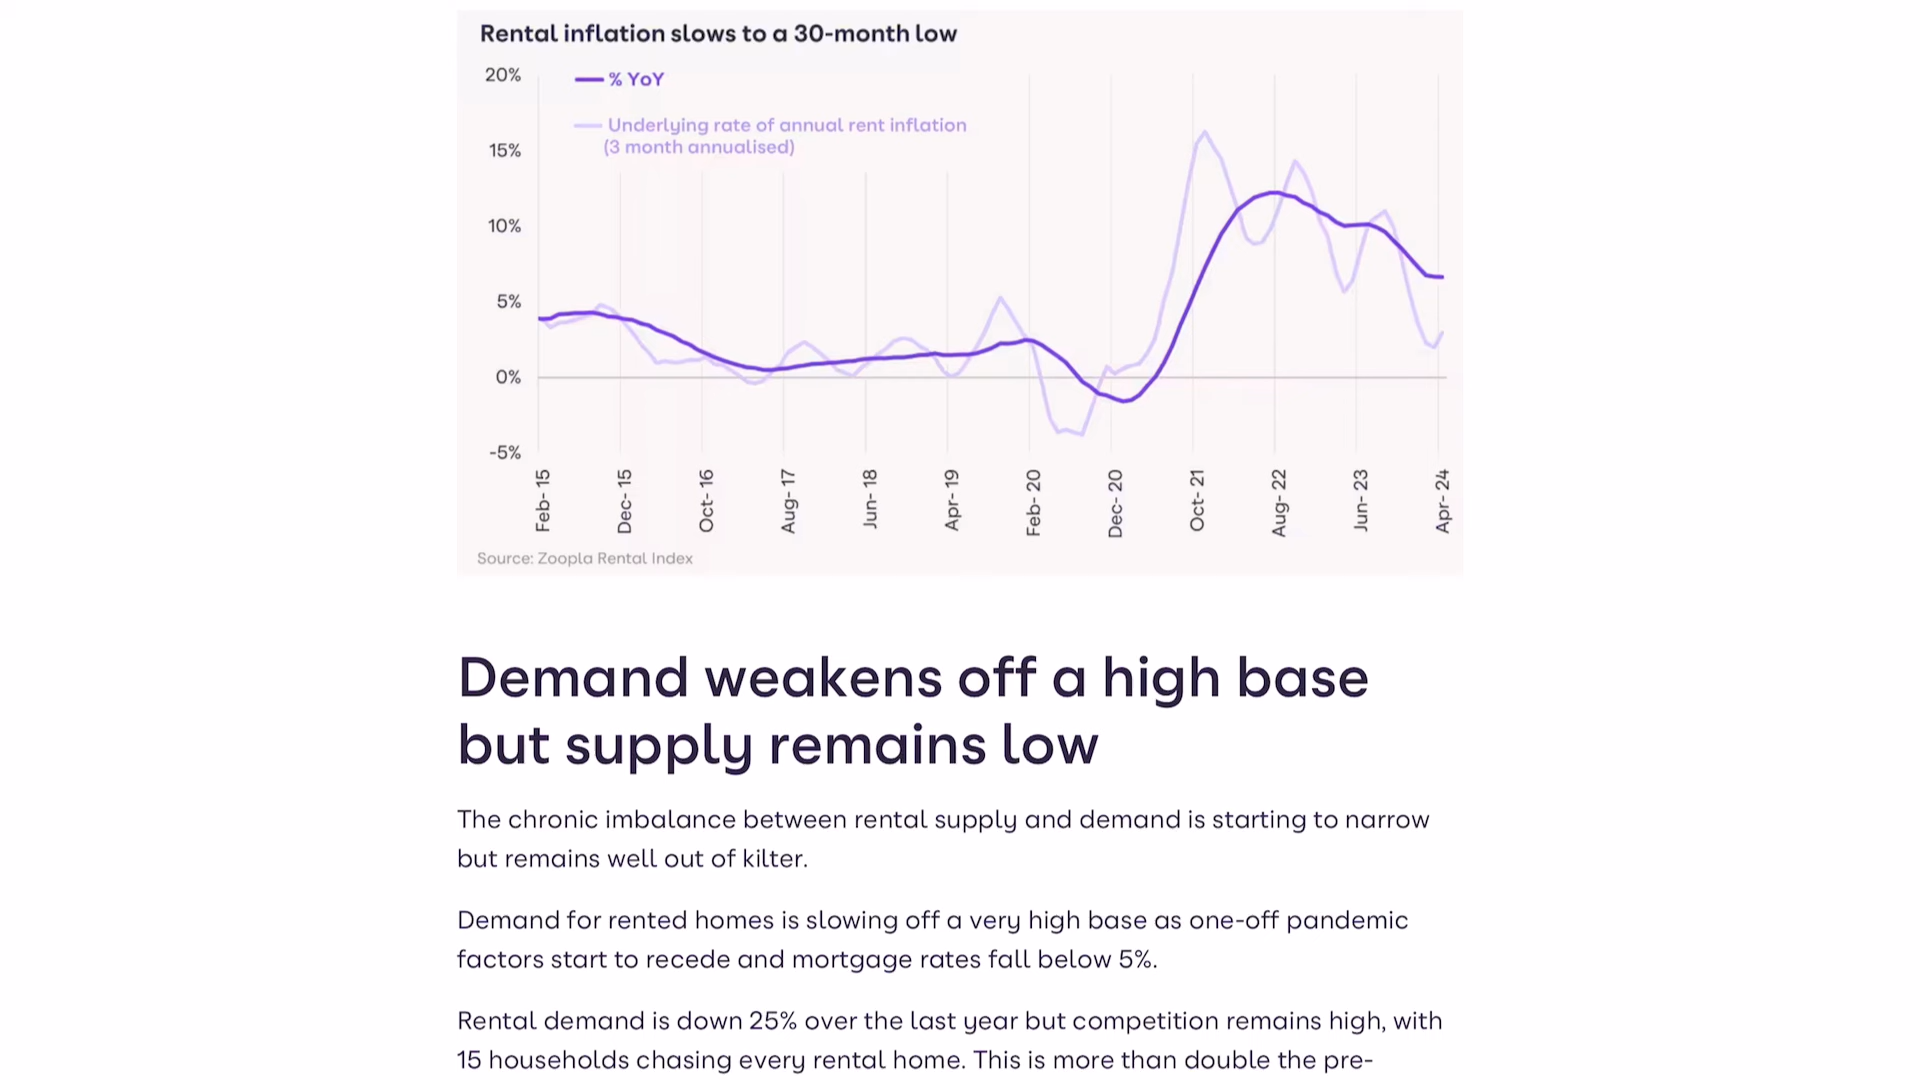 Rental inflation slows to a 30-month low
20%
% YoY
Underlying rate of annual rent inflation
(3 month annualised)
15%
10%
5%
0%
-5%
Feb- 15
Dec- 15
Oct- 16
Aug- 17
Jun- 18
Apr- 19
Feb- 20
Dec- 20
Oct- 21
Aug- 22
Jun- 23
Apr- 24
Source: Zoopla Rental Index
Demand weakens off a high base
but supply remains low
The chronic imbalance between rental supply and demand is starting to narrow
but remains well out of kilter.
Demand for rented homes is slowing off a very high base as one-off pandemic
factors start to recede and mortgage rates fall below 5%.
Rental demand is down 25% over the last year but competition remains high, with
15 households chasing every rental home. This is more than double the pre-